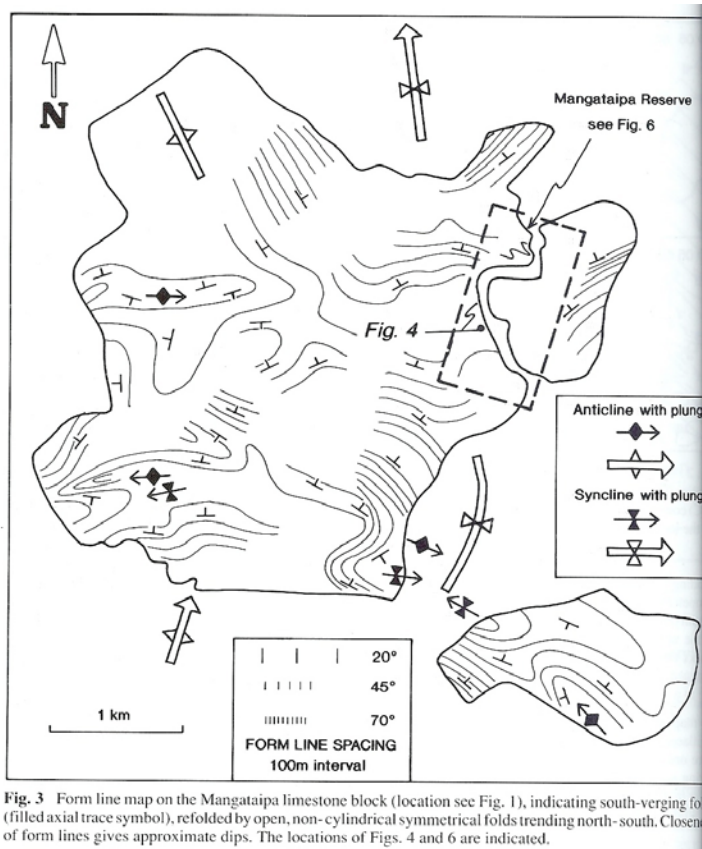 N
Mangataipa Reserve
see Fig. 6
Fig. 4
Anticline with plung
Syncline with plung
20°
45°
70°
FORM LINE SPACING
100m interval
1 km
Fig. 3 Form line map on the Mangataipa limestone block (location see Fig. 1), indicating south-verging fo
(filled axial trace symbol), refolded by open, non-cylindrical symmetrical folds trending north-south. Closen
of form lines gives approximate dips. The locations of Figs. 4 and 6 are indicated.